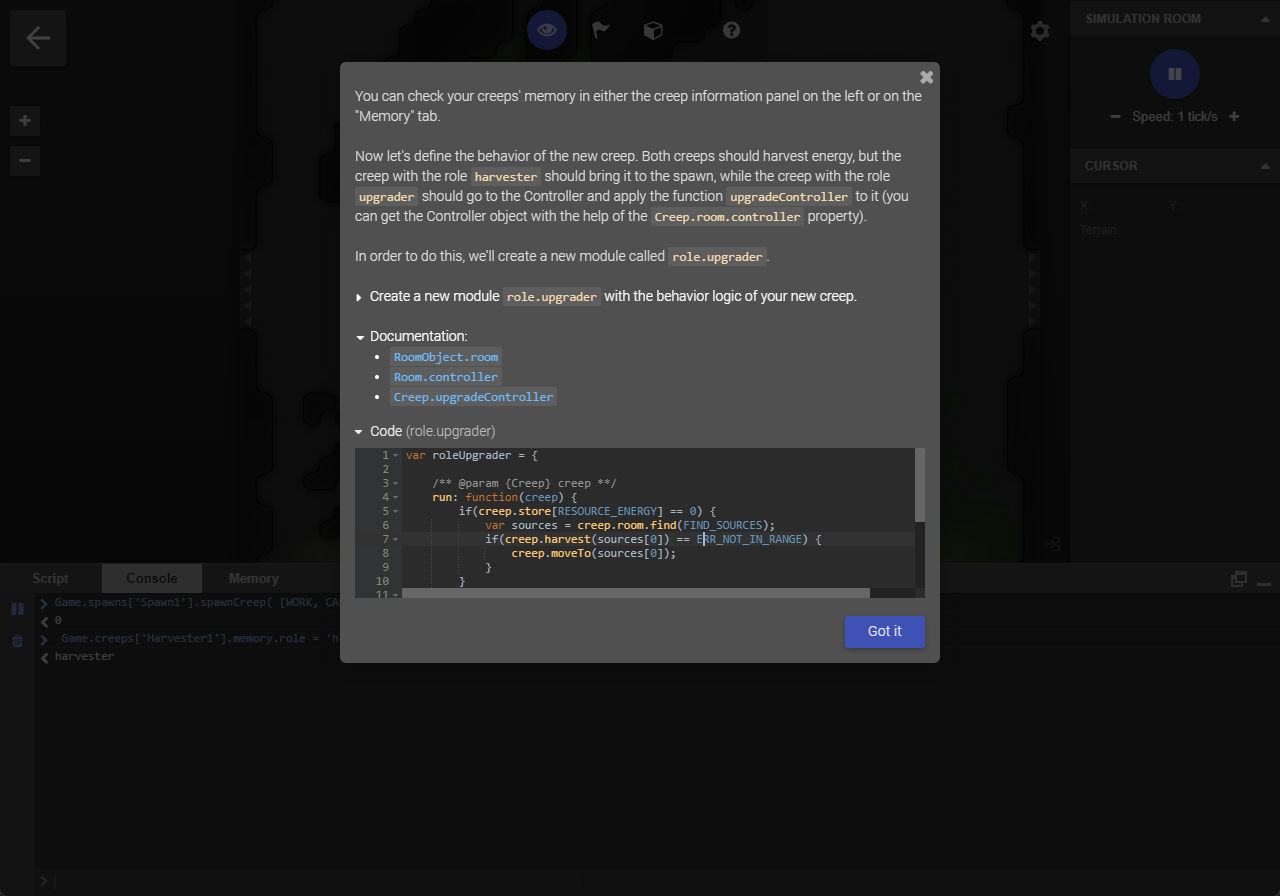 SIMULATION ROOM
Speed: 1 tick/s
CURSOR
X:
Y:
Terrain:
You can check your creeps' memory in either the creep information panel on the left or on the
"Memory" tab.
Now let's define the behavior of the new creep. Both creeps should harvest energy, but the
creep with the role harvester should bring it to the spawn, while the creep with the role
upgrader should go to the Controller and apply the function upgradeController to it (you
can get the Controller object with the help of the Creep.room.controller property).
In order to do this, we'll create a new module called role.upgrader.
Create a new module role.upgrader with the behavior logic of your new creep.
Documentation:
RoomObject.room
Room.controller
Creep.upgradeController
Code (role.upgrader)
1 var roleUpgrader = {
2
3 /** @param {Creep} creep **/
4 run: function(creep) {
5 if(creep.store[RESOURCE_ENERGY] == 0) {
6 var sources = creep.room.find(FIND_SOURCES);
7 if(creep.harvest(sources[0]) == ERR_NOT_IN_RANGE) {
8 creep.moveTo(sources[0]);
9 }
10 }
11
Got it
Script Console Memory
Game.spawns['Spawn1'].spawnCreep( [WORK, CA
0
Game.creeps['Harvester1'].memory.role = 'h
harvester